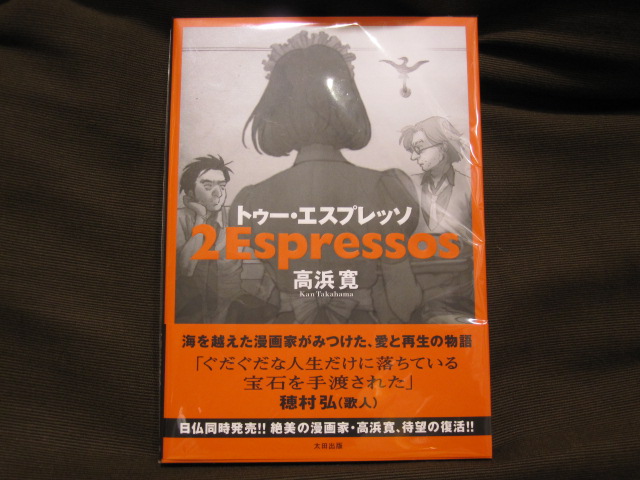 トゥー・エスプレッソ
2Espressos
高浜 寛
Kan Takahama
海を越えた漫画家がみつけた、愛と再生の物語
「ぐだぐだな人生だけに落ちている
宝石を手渡された」
穂村弘(歌人)
日仏同時発売!! 絶美の漫画家・高浜寛、待望の復活!!
太田出版